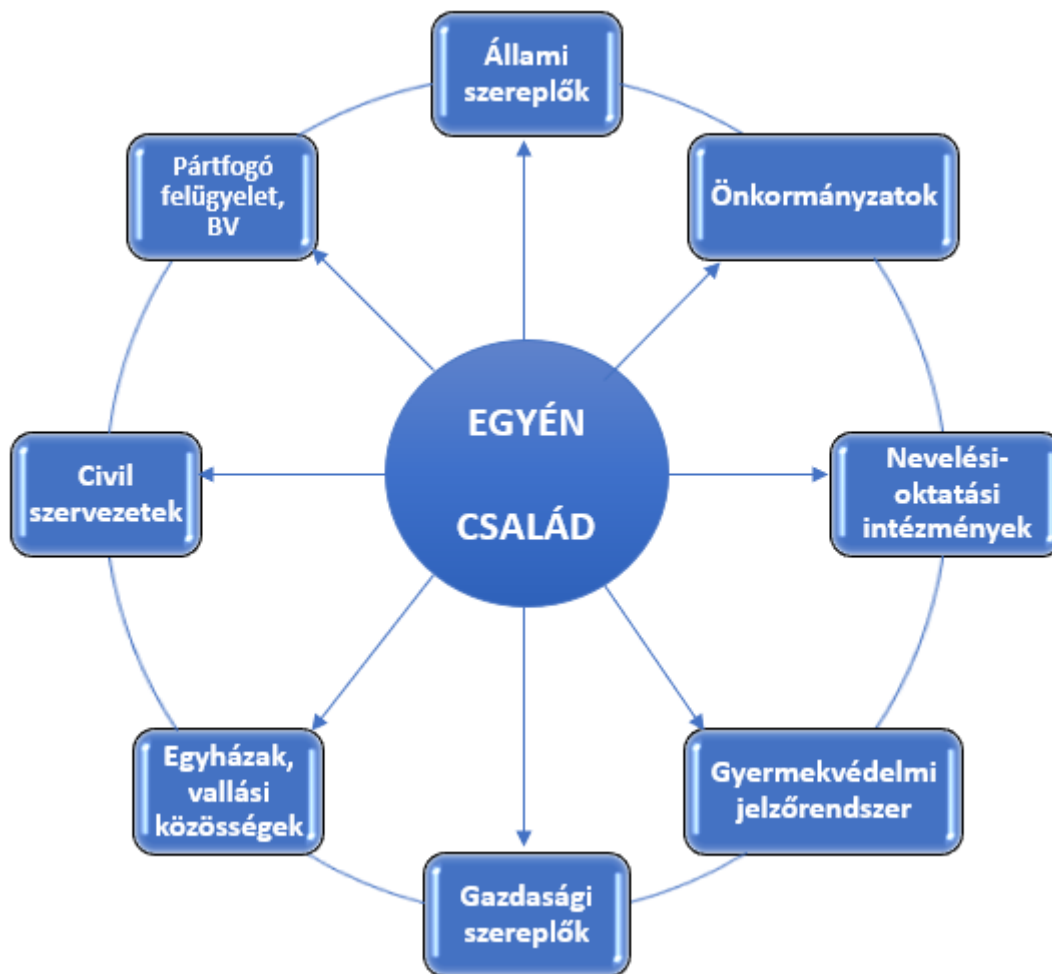 Állami
szereplők
Pártfogó
felügyelet,
BV
Önkormányzatok
EGYÉN
CSALÁD
Civil
szervezetek
Nevelési-
oktatási
intézmények
Egyházak,
vallási
közösségek
Gyermekvédelmi
jelzőrendszer
Gazdasági
szereplők